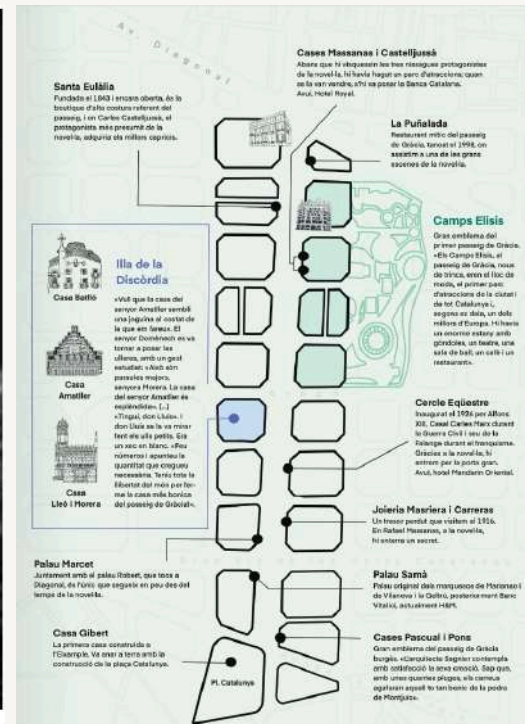 Av. Diagonal
Santa Eulàlia
Fundada el 1843 i encara oberta, és la
boutique d'alta costura referent del
passeig, i on Carles Castelljussà, el
protagonista més presumit de la
novel·la, adquiria els millors capricis.
Cases Massanas i Castelljussà
Abans que hi visquessin les tres nissagues protagonistes
de la novel·la, hi havia hagut un parc d'atraccions; quan
se la van vendre, s'hi va posar la Banca Catalana.
Avui, Hotel Royal.
La Puñalada
Restaurant mític del passeig
de Gràcia, tancat el 1998, on
assistim a una de les grans
escenes de la novel·la.
Camps Elisis
Gran emblema del
primer passeig de Gràcia.
«Els Camps Elisis, al
passeig de Gràcia, nous
de trinca, eren el lloc de
moda, el primer parc
d'atraccions de la ciutat i
de tot Catalunya i,
segons es deia, un dels
millors d'Europa. Hi havia
un enorme estany amb
góndoles, un teatre, una
sala de ball, un cafè i un
restaurant».
Illa de la
Discòrdia
Casa Batlló
Casa
Amatller
Casa
Lleó i Morera
«Vull que la casa del
senyor Amatller sembli
una joguina al costat de
la que em fareu». El
senyor Domènech es va
tornar a posar les
ulleres, amb un gest
estudiat: «Això són
paraules majors,
senyora Morera. La casa
del senyor Amatller és
esplèndida». [...]
«Tingui, don Lluís». I
don Lluís se la va mirar
fent els ulls petits. Era
un xec en blanc. «Feu
números i apunteu la
quantitat que cregueu
necessària. Teniu tota la
llibertat del món per fer-
me la casa més bonica
del passeig de Gràcia!».
Cercle Eqüestre
Inaugurat el 1926 per Alfons
XIII, Casal Carles Marx durant
la Guerra Civil i seu de la
Falange durant el franquisme.
Gràcies a la novel·la, hi
entrem per la porta gran.
Avui, hotel Mandarin Oriental.
Joieria Masriera i Carreras
Un tresor perdut que visitem el 1916.
En Rafael Massanas, a la novel·la,
hi enterra un secret.
Palau Marcet
Juntament amb el palau Robert, que toca a
Diagonal, és l'únic que segueix en peu des del
temps de la novel·la.
Palau Samà
Palau original dels marquesos de Marianao i
de Vilanova i la Geltrú, posteriorment Banc
Vitalici, actualment H&M.
Casa Gibert
La primera casa construïda a
l'Eixample. Va anar a terra amb la
construcció de la plaça Catalunya.
Pl. Catalunya
Cases Pascual i Pons
Gran emblema del passeig de Gràcia
burgès. «L'arquitecte Sagnier contempla
amb satisfacció la seva creació. Sap que,
amb unes quantes pluges, els carreus
agafaran aquell to tan bonic de la pedra
de Montjuïc».